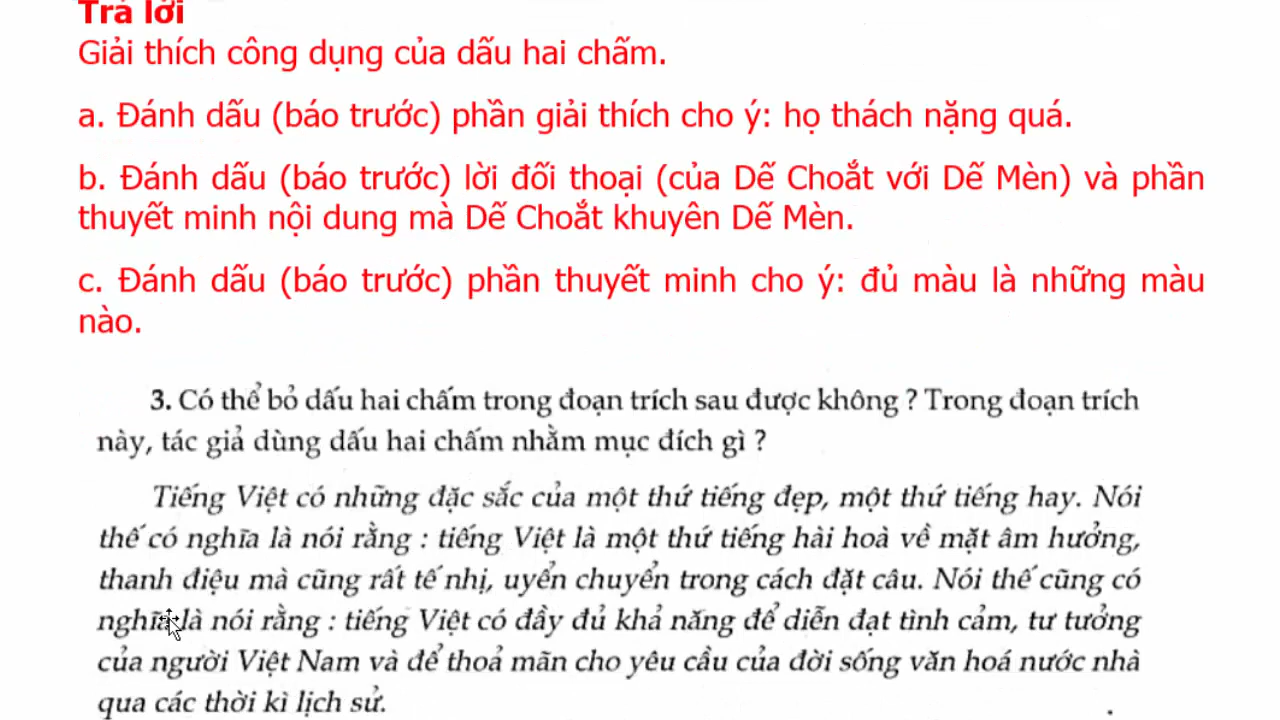 Trả lời
Giải thích công dụng của dấu hai chấm.
a. Đánh dấu (báo trước) phần giải thích cho ý: họ thách nặng quá.
b. Đánh dấu (báo trước) lời đối thoại (của Dế Choắt với Dế Mèn) và phần
thuyết minh nội dung mà Dế Choắt khuyên Dế Mèn.
c. Đánh dấu (báo trước) phần thuyết minh cho ý: đủ màu là những màu
nào.
3. Có thể bỏ dấu hai chấm trong đoạn trích sau được không ? Trong đoạn trích
này, tác giả dùng dấu hai chấm nhằm mục đích gì ?
Tiếng Việt có những đặc sắc của một thứ tiếng đẹp, một thứ tiếng hay. Nói
thế có nghĩa là nói rằng : tiếng Việt là một thứ tiếng hài hoà về mặt âm hưởng,
thanh điệu mà cũng rất tế nhị, uyển chuyển trong cách đặt câu. Nói thế cũng có
nghĩa là nói rằng : tiếng Việt có đầy đủ khả năng để diễn đạt tình cảm, tư tưởng
của người Việt Nam và để thoả mãn cho yêu cầu của đời sống văn hoá nước nhà
qua các thời kì lịch sử.